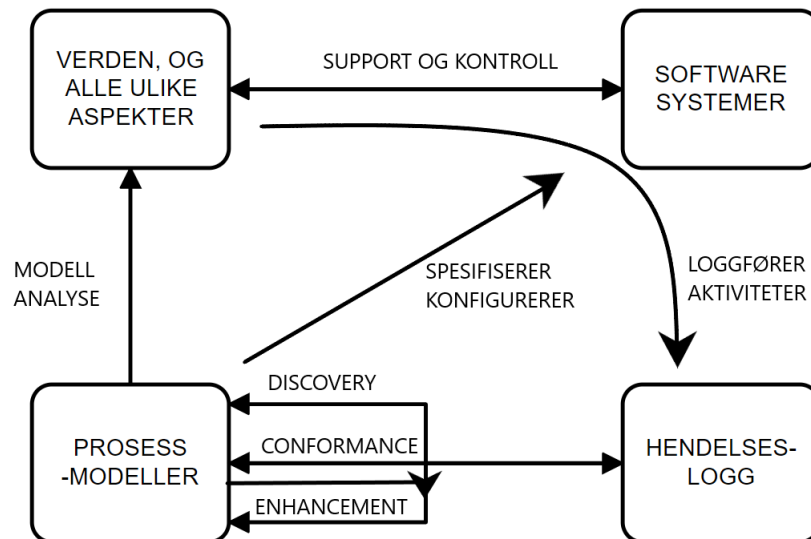 VERDEN, OG
ALLE ULIKE
ASPEKTER
SUPPORT OG KONTROLL
SOFTWARE
SYSTEMER
MODELL
ANALYSE
SPESIFISERER
KONFIGURERER
LOGGFØRER
AKTIVITETER
DISCOVERY
PROSESS
-MODELLER
CONFORMANCE
ENHANCEMENT
HENDELSES-
LOGG